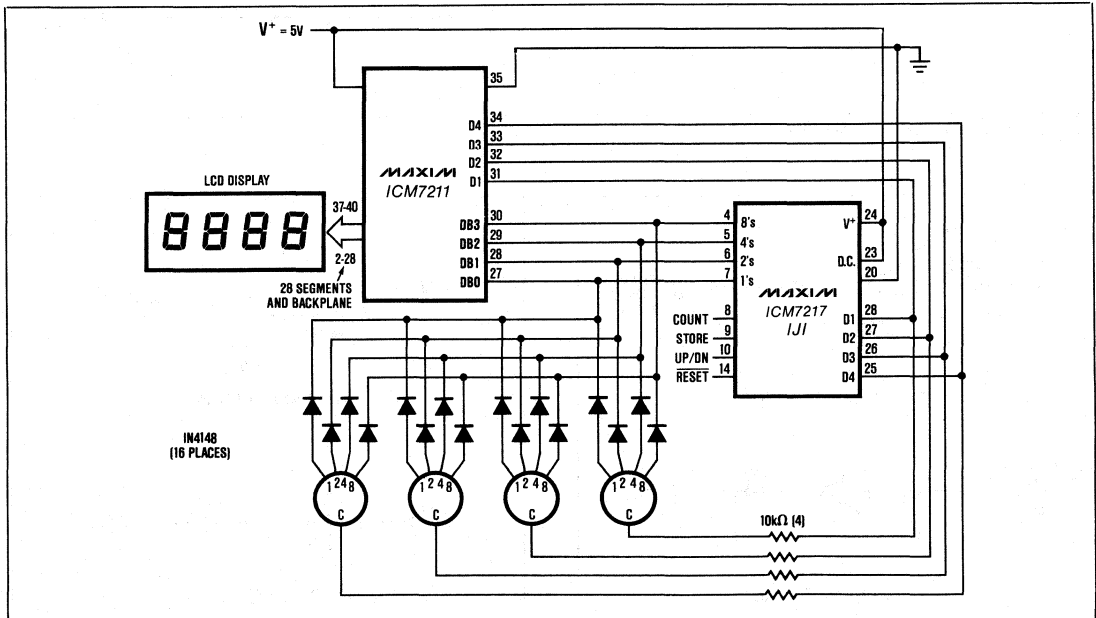 V+ = 5V
35
D4 34
D3 33
D2 32
D1 31
MAXIM
ICM7211
LCD DISPLAY
8888
37-40
2-28
28 SEGMENTS
AND BACKPLANE
DB3 30
DB2 29
DB1 28
DB0 27
4 8's
5 4's
6 2's
7 1's
V+ 24
D.C. 23
20
MAXIM
ICM7217
IJI
COUNT 8
STORE 9
UP/DN 10
RESET 14
D1 28
D2 27
D3 26
D4 25
IN4148
(16 PLACES)
1 2 4 8
C
1 2 4 8
C
1 2 4 8
C
1 2 4 8
C
10kΩ (4)